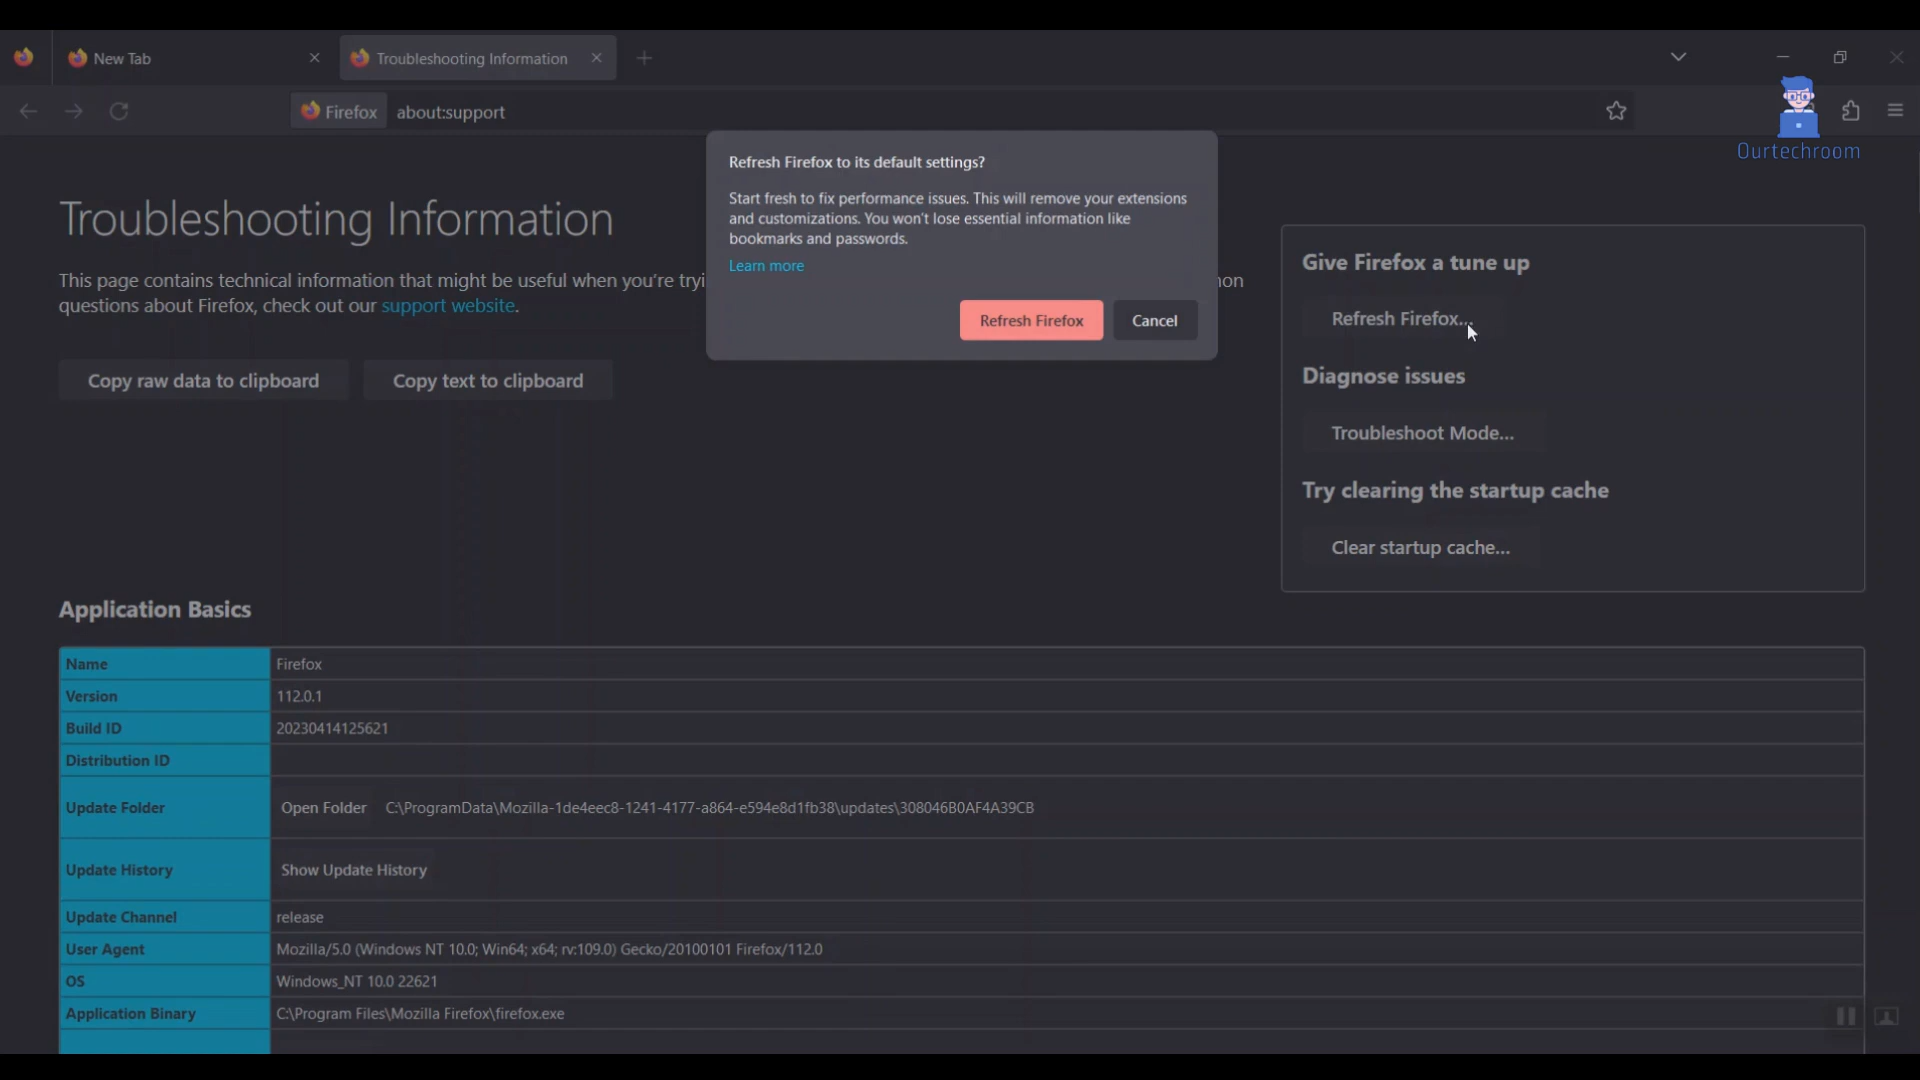 New Tab
Troubleshooting Information
Firefox
about:support
Ourtechroom
Refresh Firefox to its default settings?
Start fresh to fix performance issues. This will remove your extensions
and customizations. You won't lose essential information like
bookmarks and passwords.
Learn more
Refresh Firefox
Cancel
Troubleshooting Information
This page contains technical information that might be useful when you're
questions about Firefox, check out our support website.
Copy raw data to clipboard
Copy text to clipboard
Give Firefox a tune up
Refresh Firefox...
Diagnose issues
Troubleshoot Mode...
Try clearing the startup cache
Clear startup cache...
Application Basics
Name Firefox
Version 112.0.1
Build ID 20230414125621
Distribution ID
Update Folder Open Folder C:\ProgramData\Mozilla-1de4eec8-1241-4177-a864-e594e8d1fb38\updates\308046B0AF4A39CB
Update History Show Update History
Update Channel release
User Agent Mozilla/5.0 (Windows NT 10.0; Win64; x64; rv:109.0) Gecko/20100101 Firefox/112.0
OS Windows_NT 10.0 22621
Application Binary C:\Program Files\Mozilla Firefox\firefox.exe